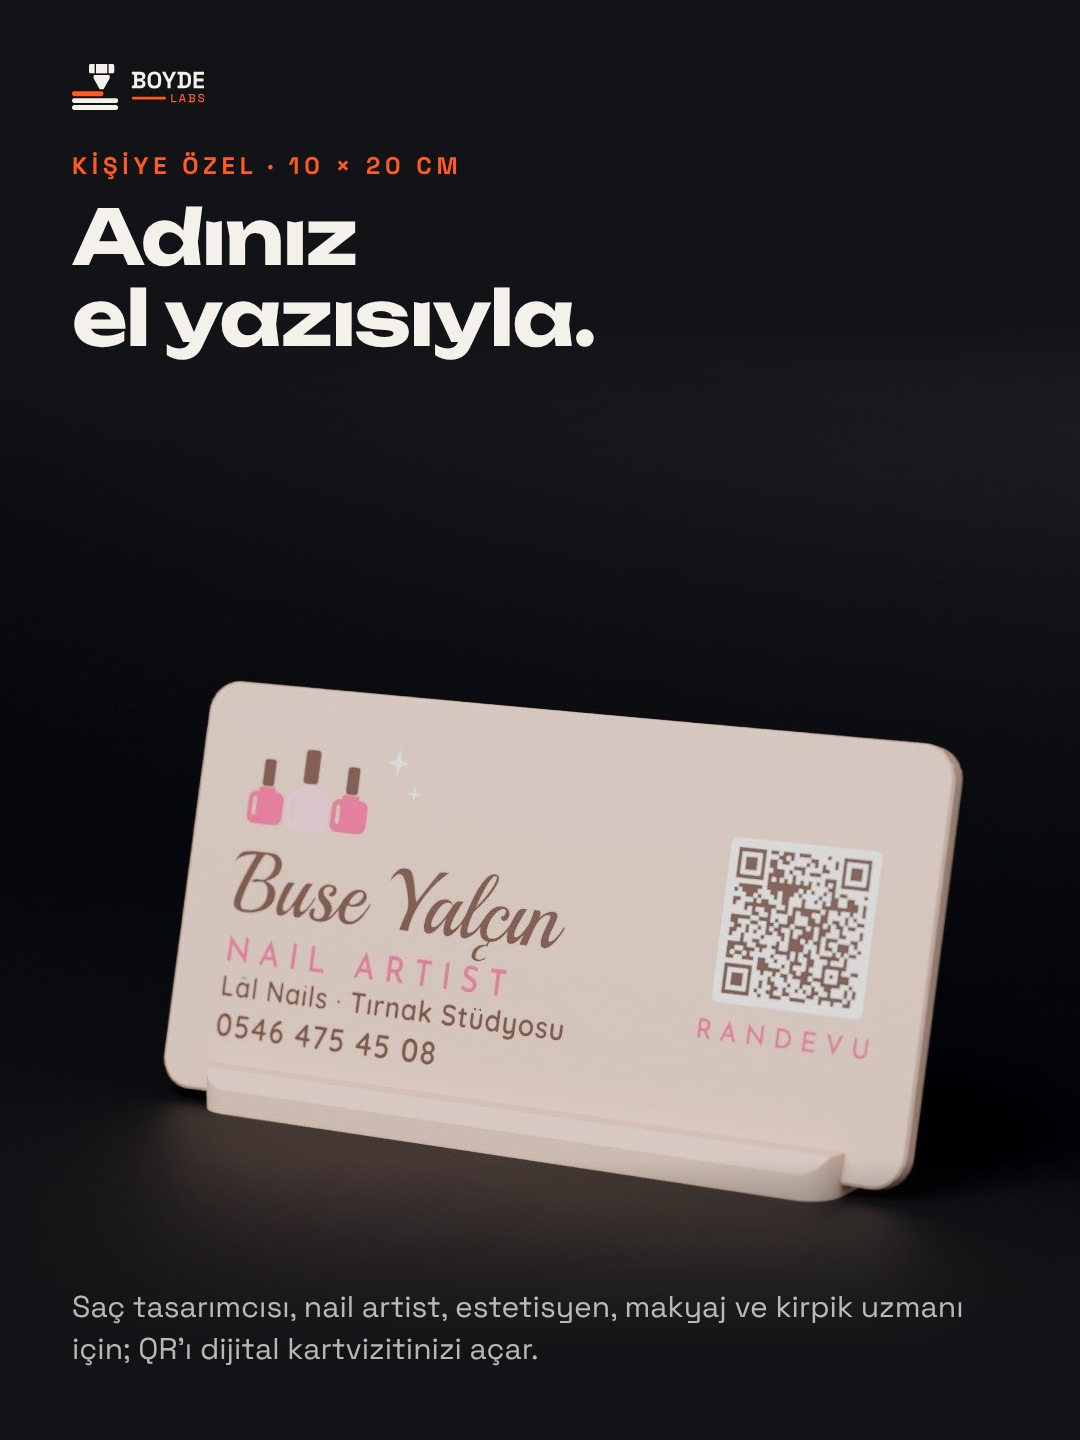 BOYDE
LABS
KİŞİYE ÖZEL · 10 × 20 CM
Adınız
el yazısıyla.
Buse Yalçın
NAIL ARTIST
Lâl Nails · Tırnak Stüdyosu
0546 475 45 08
RANDEVU
Saç tasarımcısı, nail artist, estetisyen, makyaj ve kirpik uzmanı
için; QR’ı dijital kartvizitinizi açar.